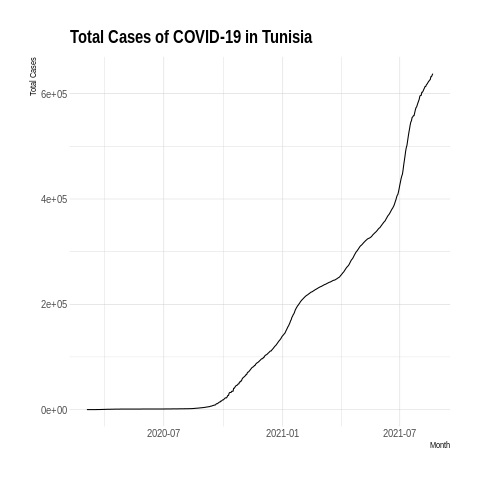 Total Cases of COVID-19 in Tunisia
Total Cases
6e+05
4e+05
2e+05
0e+00
2020-07
2021-01
2021-07
Month